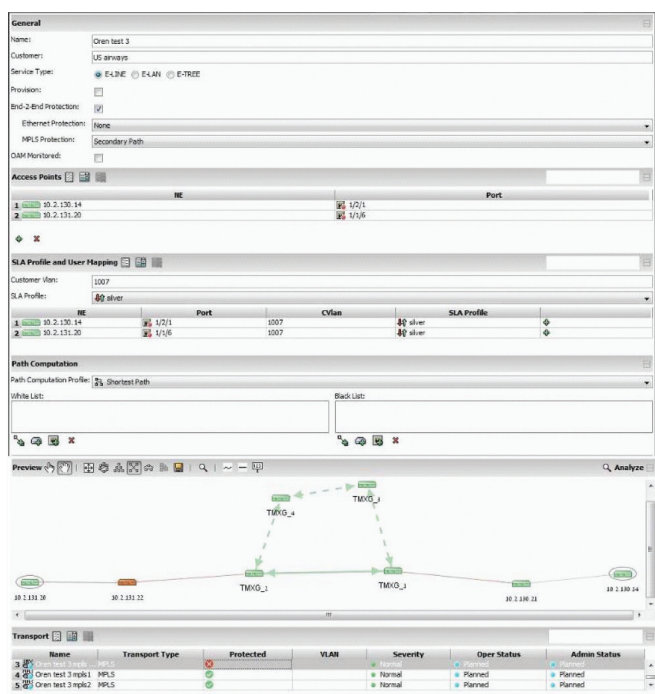 General
Name: Oren test 3
Customer: US airways
Service Type: E-LINE E-LAN E-TREE
Provision:
End-2-End Protection:
Ethernet Protection: None
MPLS Protection: Secondary Path
OAM Monitored:
Access Points
NE Port
1 10.2.130.14 1/2/1
2 10.2.131.20 1/1/6
SLA Profile and User Mapping
Customer Vlan: 1007
SLA Profile: silver
NE Port CVlan SLA Profile
1 10.2.130.14 1/2/1 1007 silver
2 10.2.131.20 1/1/6 1007 silver
Path Computation
Path Computation Profile: Shortest Path
White List: Black List:
Preview Analyze
TMXG_4
TMXG_1
10.2.131.20 10.2.131.22 10.2.130.21 10.2.130.14
Transport
Name Transport Type Protected VLAN Severity Oper Status Admin Status
3 Oren test 3 mpls ... MPLS Normal Planned Planned
4 Oren test 3 mpls1 MPLS Normal Planned Planned
5 Oren test 3 mpls2 MPLS Normal Planned Planned